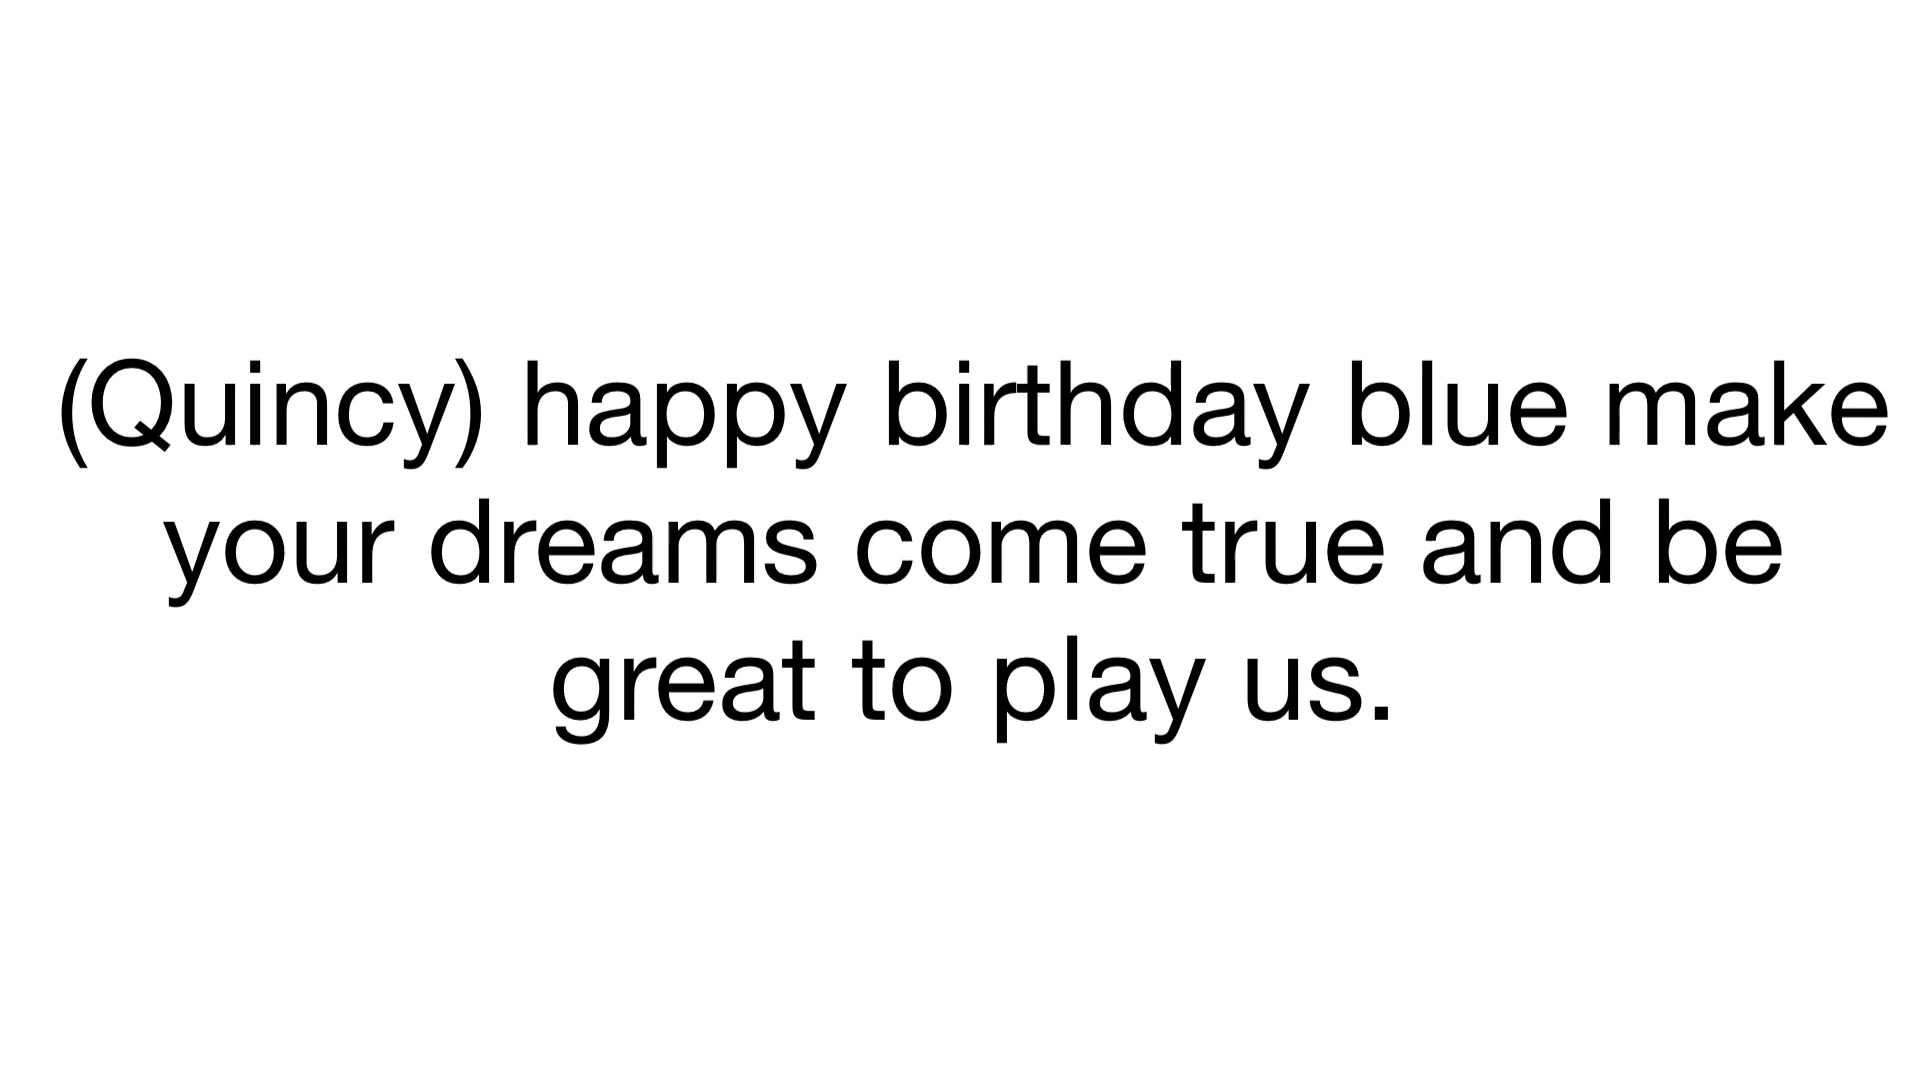 (Quincy) happy birthday blue make
your dreams come true and be
great to play us.